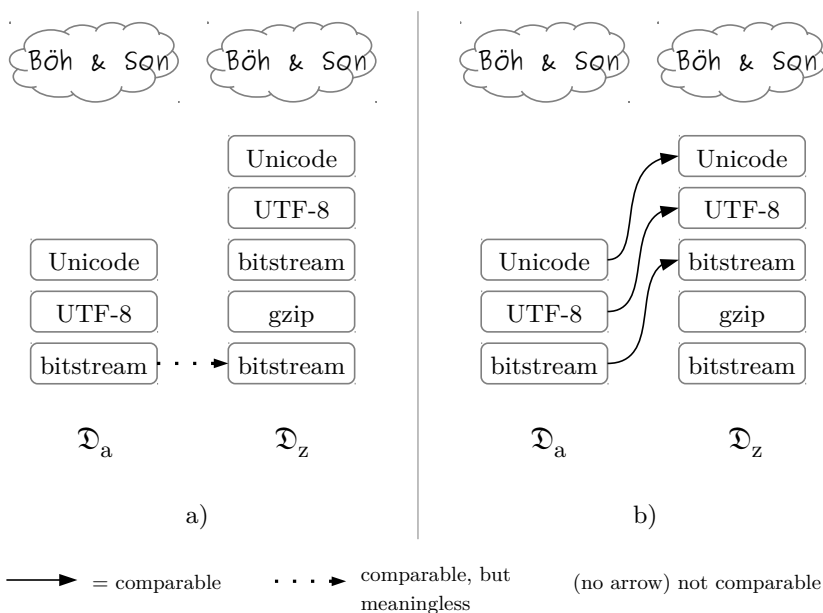 Böh & Son
Böh & Son
Unicode
UTF-8
Unicode
bitstream
UTF-8
gzip
bitstream
bitstream
𝔇a
𝔇z
a)
Böh & Son
Böh & Son
Unicode
UTF-8
Unicode
bitstream
UTF-8
gzip
bitstream
bitstream
𝔇a
𝔇z
b)
= comparable
comparable, but
meaningless
(no arrow) not comparable